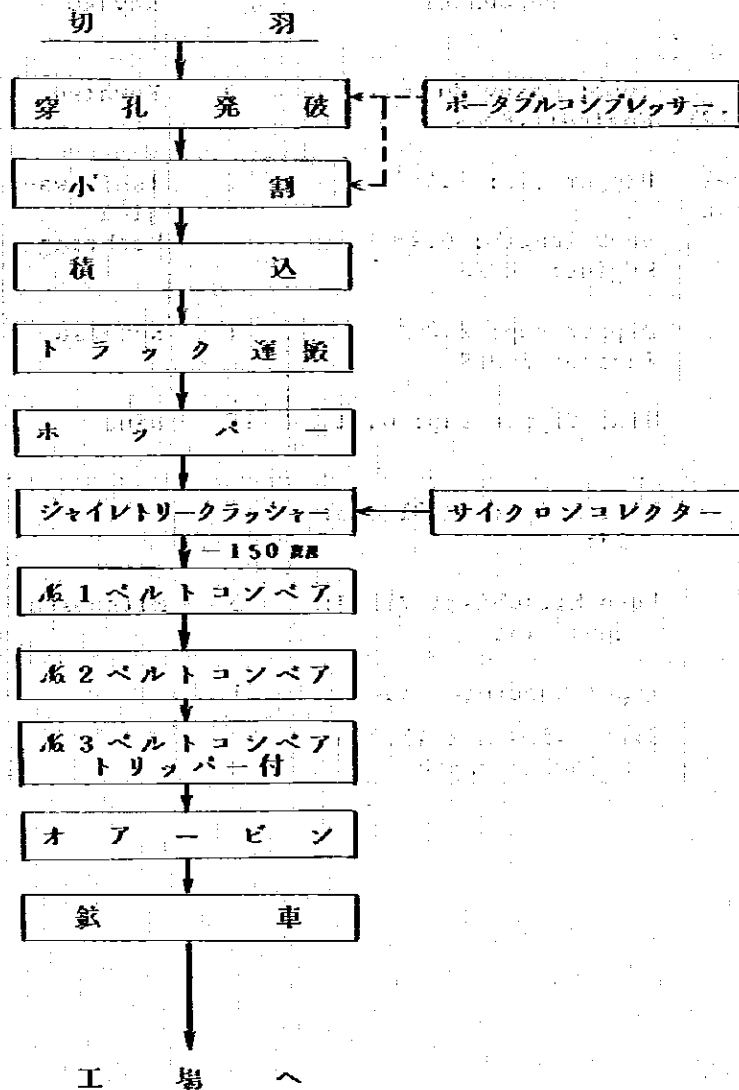 切羽
穿孔発破
ポータブルコンプレッサー
小割
積込
トラック運搬
ホッパー
ジャイレトリークラッシャー
サイクロンコレクター
-150㎜
№1ベルトコンベア
№2ベルトコンベア
№3ベルトコンベア
トリッパー付
オアービン
鉱車
工場へ